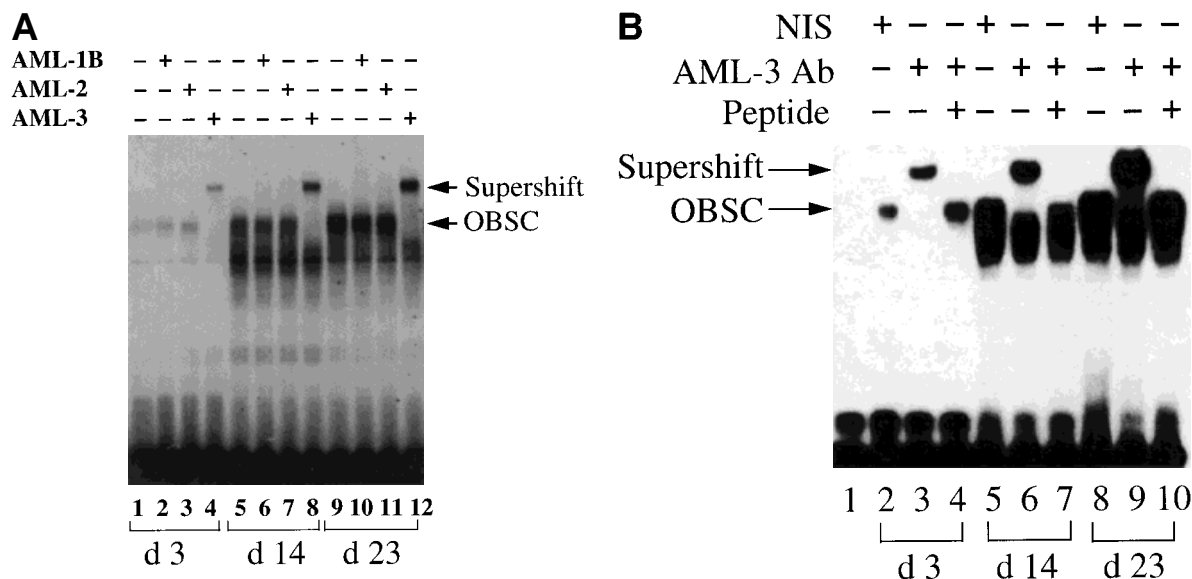 A
AML-1B – + – – – + – – – + – –
AML-2 – – + – – – + – – – + –
AML-3 – – – + – – – + – – – +
Supershift
OBSC
1 2 3 4 5 6 7 8 9 10 11 12
d 3 d 14 d 23
B
NIS + – – + – – + – –
AML-3 Ab – + + – + + – + +
Peptide – – + – – + – – +
Supershift
OBSC
1 2 3 4 5 6 7 8 9 10
d 3 d 14 d 23